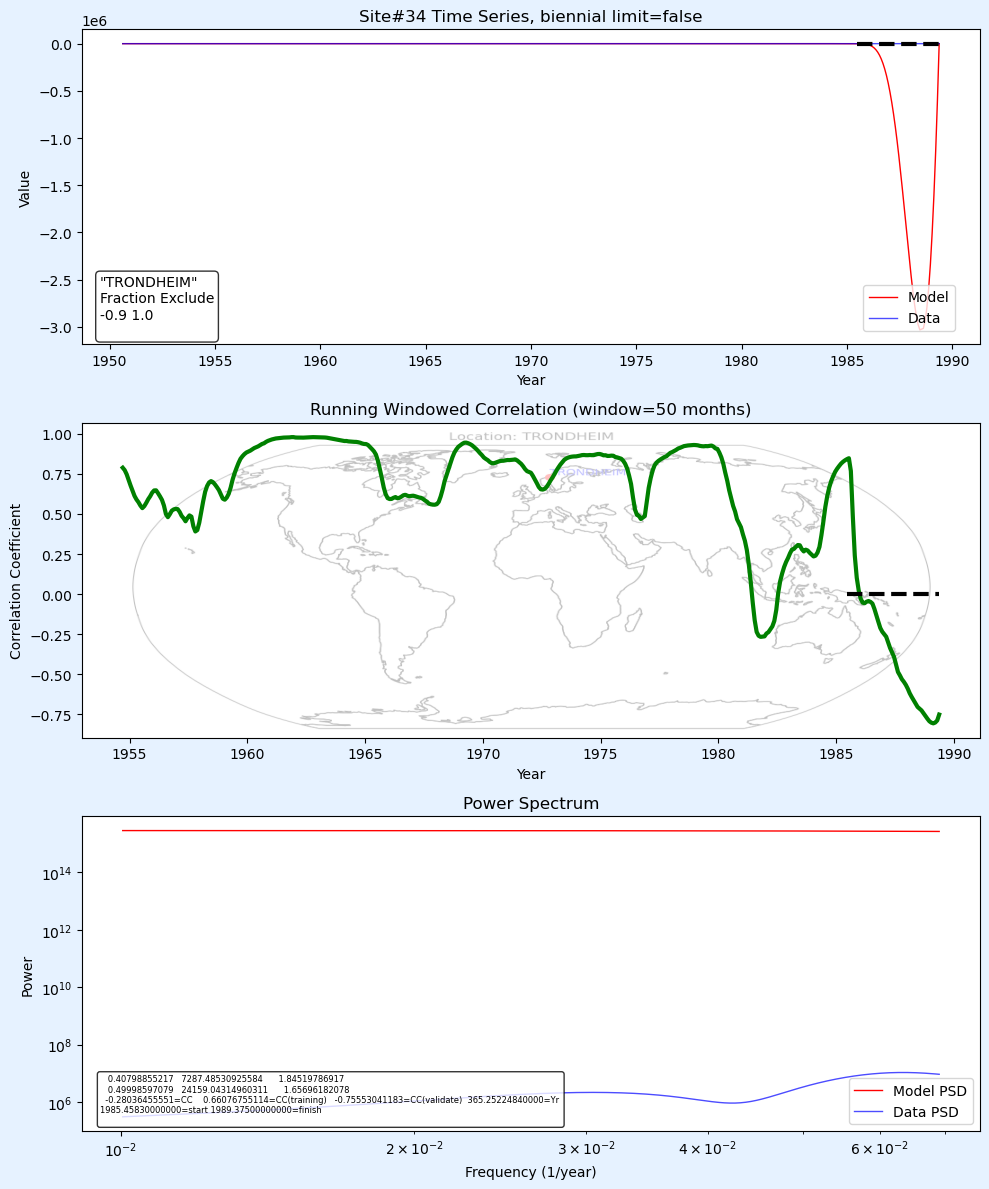 Site#34 Time Series, biennial limit=false
1e6
0.0
−0.5
−1.0
−1.5
−2.0
−2.5
−3.0
Value
"TRONDHEIM"
Fraction Exclude
-0.9 1.0
Model
Data
1950 1955 1960 1965 1970 1975 1980 1985 1990
Year
Running Windowed Correlation (window=50 months)
Location: TRONDHEIM
TRONDHEIM
1.00
0.75
0.50
0.25
0.00
−0.25
−0.50
−0.75
Correlation Coefficient
1955 1960 1965 1970 1975 1980 1985 1990
Year
Power Spectrum
10^14
10^12
10^10
10^8
10^6
Power
0.40798855217 7287.48530925584 1.84519786917
0.49998597079 24159.04314960311 1.65696182078
-0.28036455551=CC 0.66076755114=CC(training) -0.75553041183=CC(validate) 365.25224840000=Yr
1985.45830000000=start 1989.37500000000=finish
Model PSD
Data PSD
10^−2 2 × 10^−2 3 × 10^−2 4 × 10^−2 6 × 10^−2
Frequency (1/year)